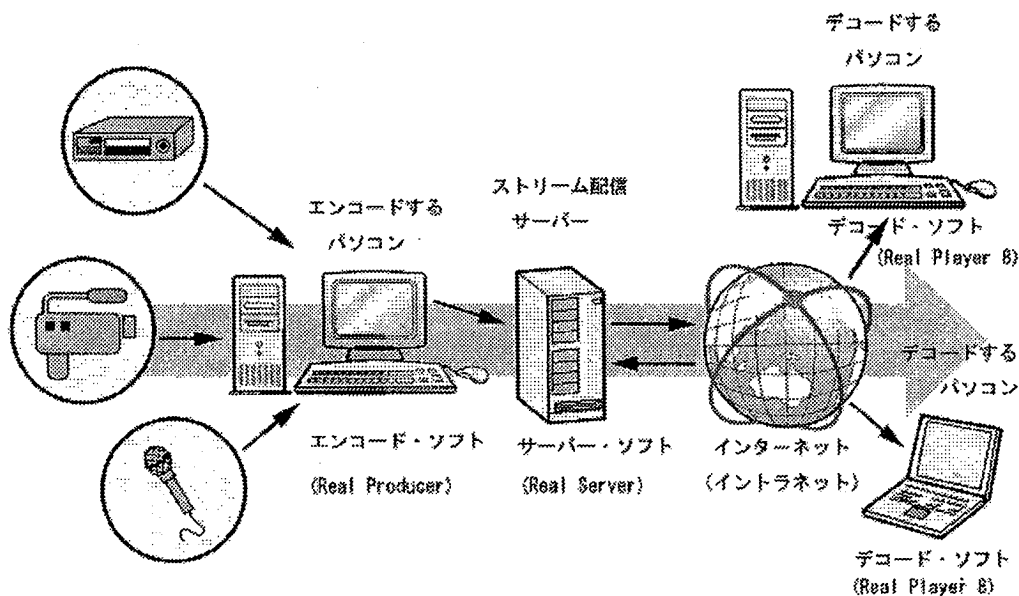 デコードする
パソコン
ストリーム配信
サーバー
エンコードする
パソコン
デコード・ソフト
(Real Player 8)
デコードする
パソコン
エンコード・ソフト
(Real Producer)
サーバー・ソフト
(Real Server)
インターネット
(イントラネット)
デコード・ソフト
(Real Player 8)